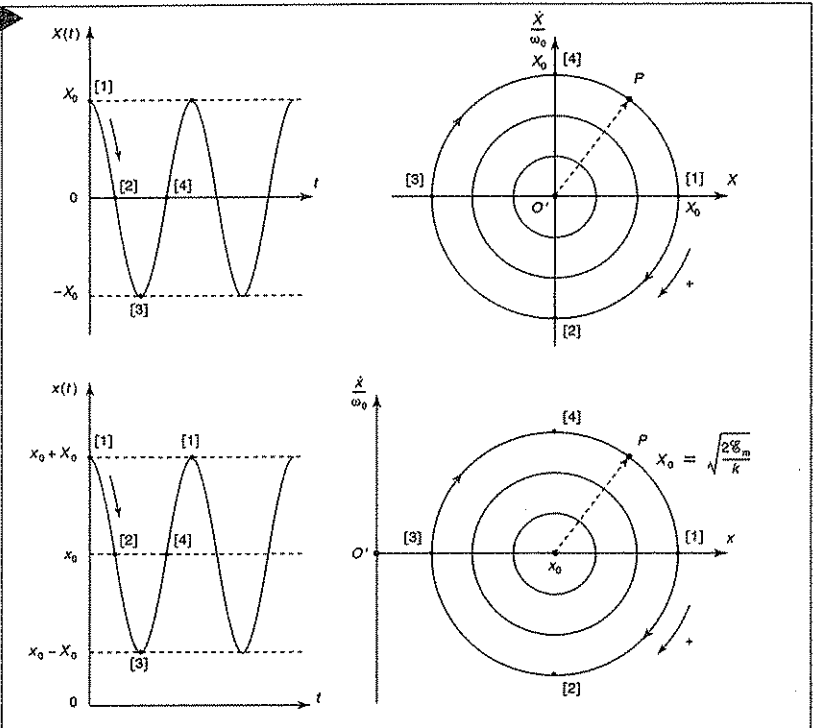 X(t)
[1]
X₀
[2]
[4]
t
0
−X₀
[3]
Ẋ/ω₀
X₀
[4]
P
[3]
[1]
X
O'
X₀
+
[2]
x(t)
[1]
[1]
x₀ + X₀
[2]
[4]
x₀
x₀ − X₀
[3]
0
t
ẋ/ω₀
[4]
P
X₀ = √(2ℰₘ/k)
O'
[3]
[1]
x
x₀
+
[2]